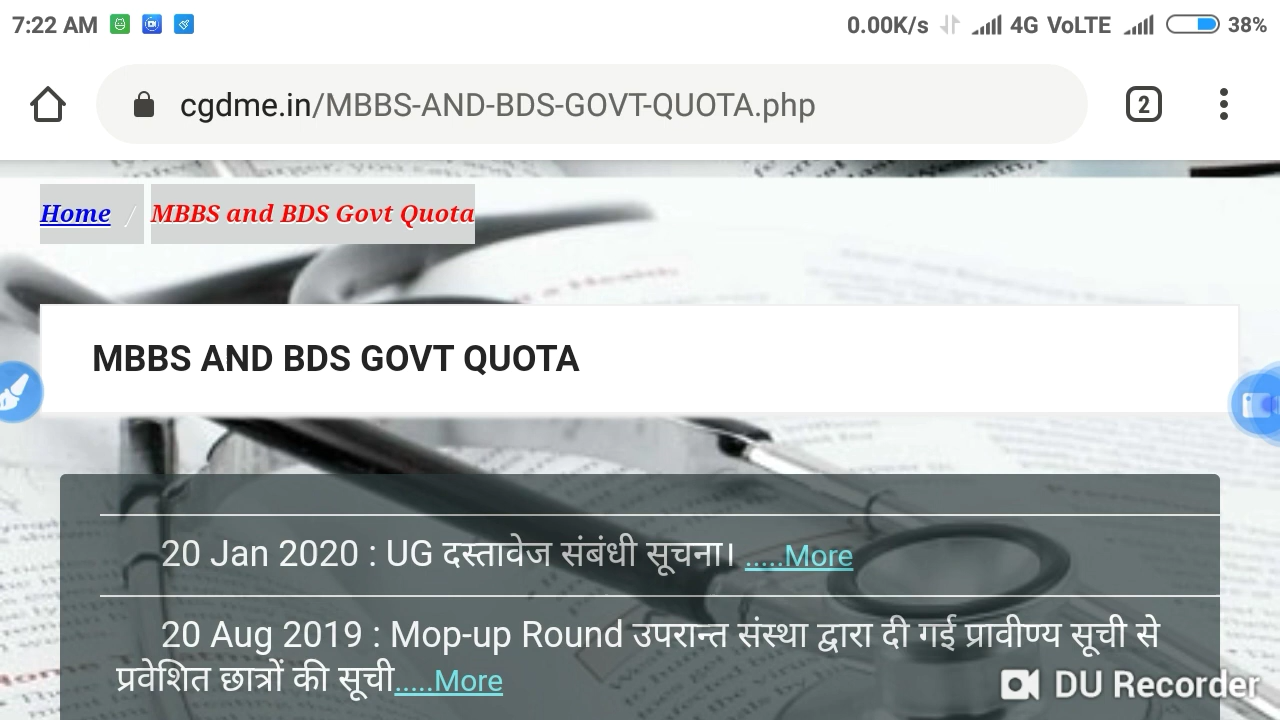 7:22 AM 0.00K/s 4G VoLTE 38%
cgdme.in/MBBS-AND-BDS-GOVT-QUOTA.php 2
Home / MBBS and BDS Govt Quota
MBBS AND BDS GOVT QUOTA
20 Jan 2020 : UG दस्तावेज संबंधी सूचना। .....More
20 Aug 2019 : Mop-up Round उपरान्त संस्था द्वारा दी गई प्रावीण्य सूची से
प्रवेशित छात्रों की सूची.....More
DU Recorder